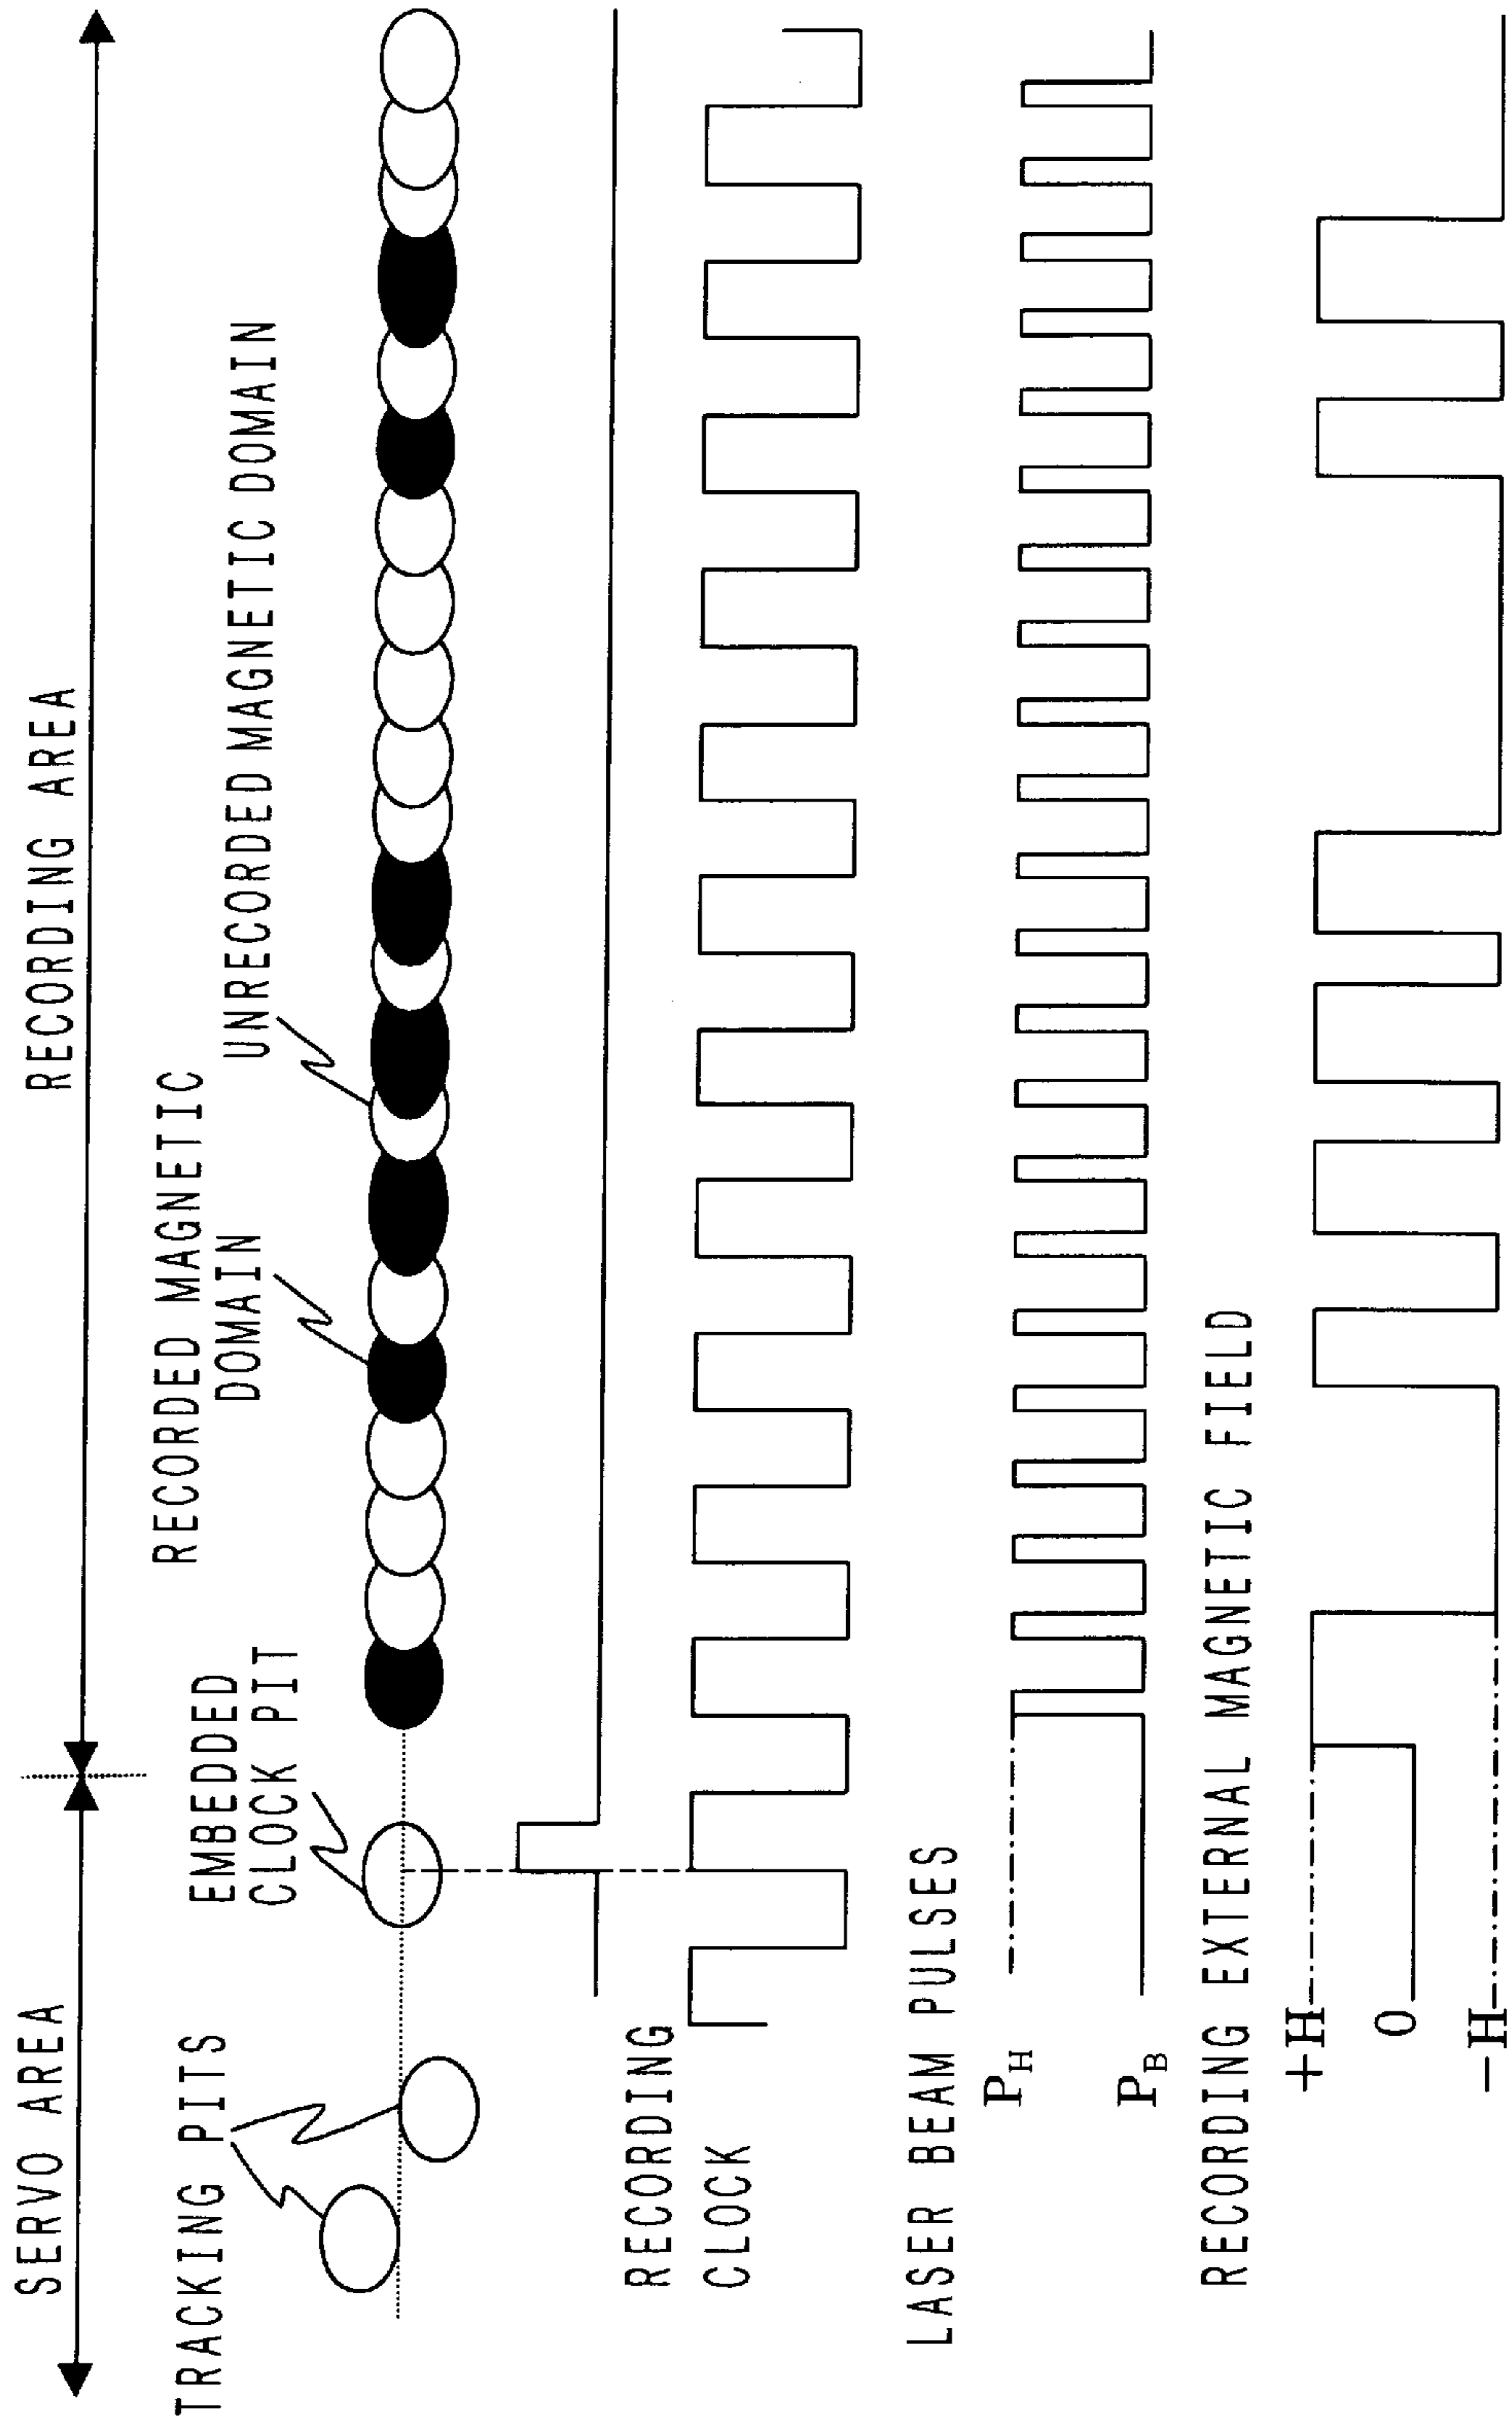 SERVO AREA
RECORDING AREA
TRACKING PITS
EMBEDDED
CLOCK PIT
RECORDED MAGNETIC
DOMAIN
UNRECORDED MAGNETIC DOMAIN
RECORDING
CLOCK
LASER BEAM PULSES
PH
PB
RECORDING EXTERNAL MAGNETIC FIELD
+H
0
−H